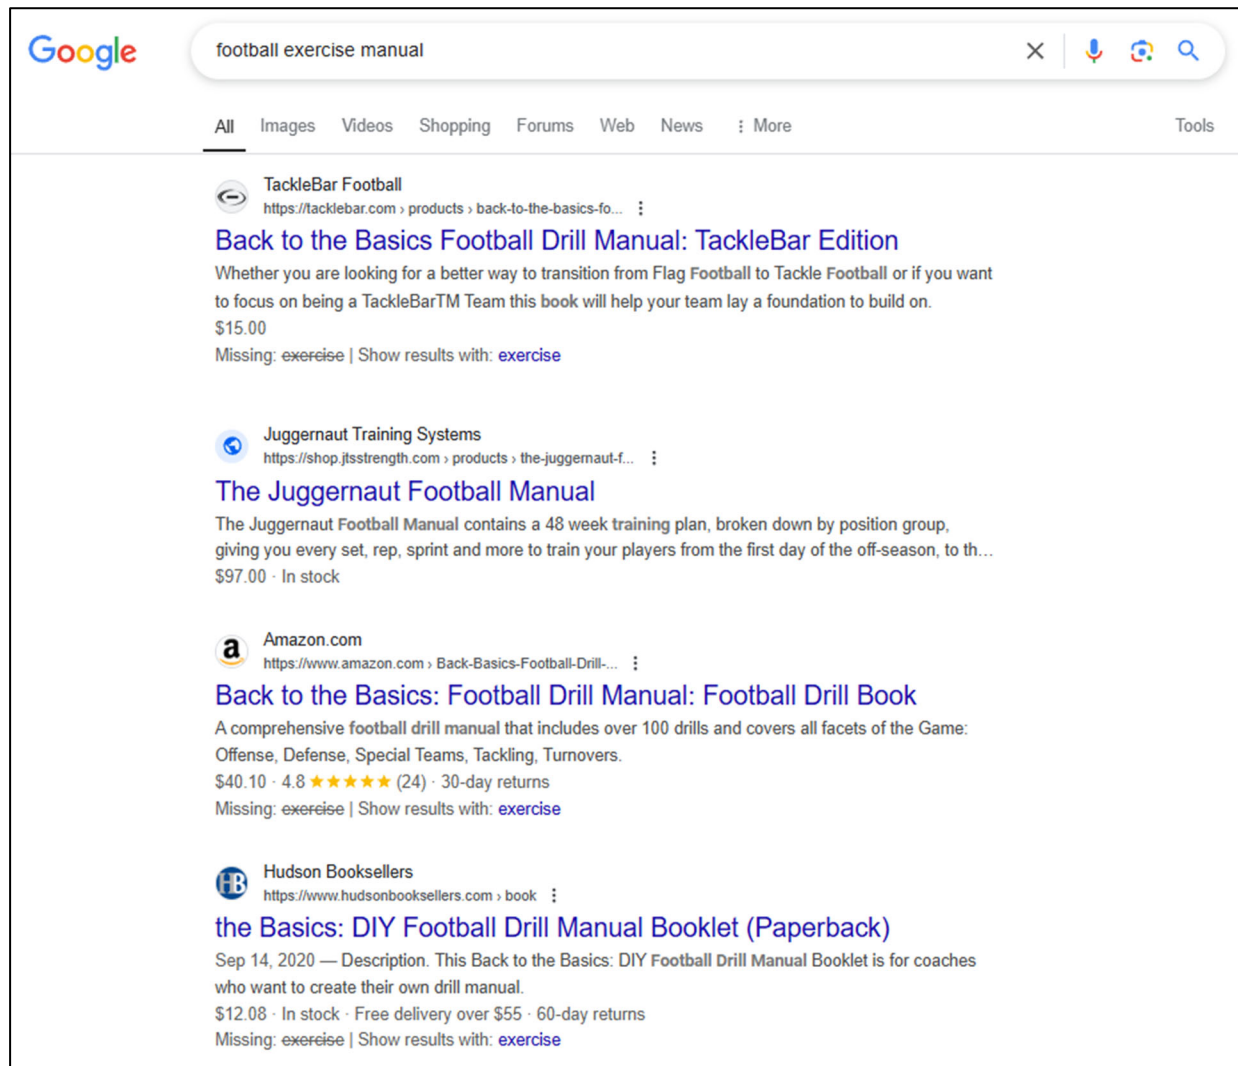 Google
football exercise manual
All Images Videos Shopping Forums Web News More Tools
TackleBar Football
https://tacklebar.com › products › back-to-the-basics-fo...
Back to the Basics Football Drill Manual: TackleBar Edition
Whether you are looking for a better way to transition from Flag Football to Tackle Football or if you want
to focus on being a TackleBarTM Team this book will help your team lay a foundation to build on.
$15.00
Missing: exercise | Show results with: exercise
Juggernaut Training Systems
https://shop.jtsstrength.com › products › the-juggernaut-f...
The Juggernaut Football Manual
The Juggernaut Football Manual contains a 48 week training plan, broken down by position group,
giving you every set, rep, sprint and more to train your players from the first day of the off-season, to th...
$97.00 · In stock
a
Amazon.com
https://www.amazon.com › Back-Basics-Football-Drill-...
Back to the Basics: Football Drill Manual: Football Drill Book
A comprehensive football drill manual that includes over 100 drills and covers all facets of the Game:
Offense, Defense, Special Teams, Tackling, Turnovers.
$40.10 · 4.8 ★★★★★ (24) · 30-day returns
Missing: exercise | Show results with: exercise
HB
Hudson Booksellers
https://www.hudsonbooksellers.com › book
the Basics: DIY Football Drill Manual Booklet (Paperback)
Sep 14, 2020 — Description. This Back to the Basics: DIY Football Drill Manual Booklet is for coaches
who want to create their own drill manual.
$12.08 · In stock · Free delivery over $55 · 60-day returns
Missing: exercise | Show results with: exercise